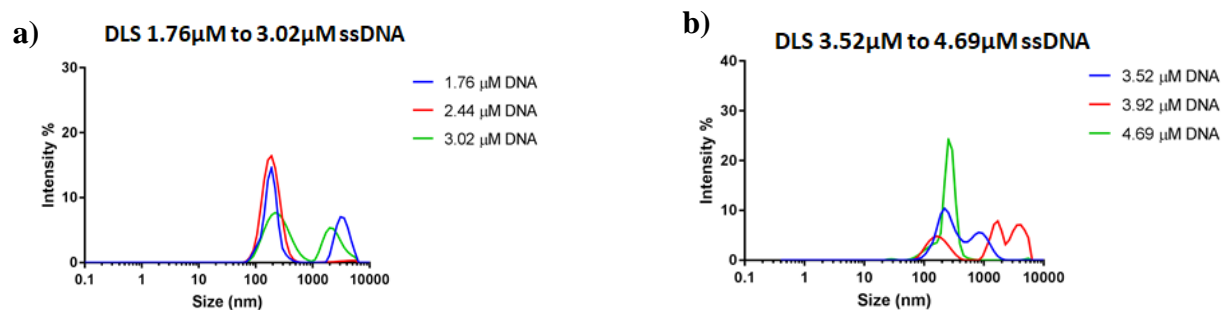 a)
DLS 1.76µM to 3.02µM ssDNA
30
20
10
0
Intensity %
0.1 1 10 100 1000 10000
Size (nm)
1.76 µM DNA
2.44 µM DNA
3.02 µM DNA
b)
DLS 3.52µM to 4.69µM ssDNA
40
30
20
10
0
Intensity %
0.1 1 10 100 1000 10000
Size (nm)
3.52 µM DNA
3.92 µM DNA
4.69 µM DNA